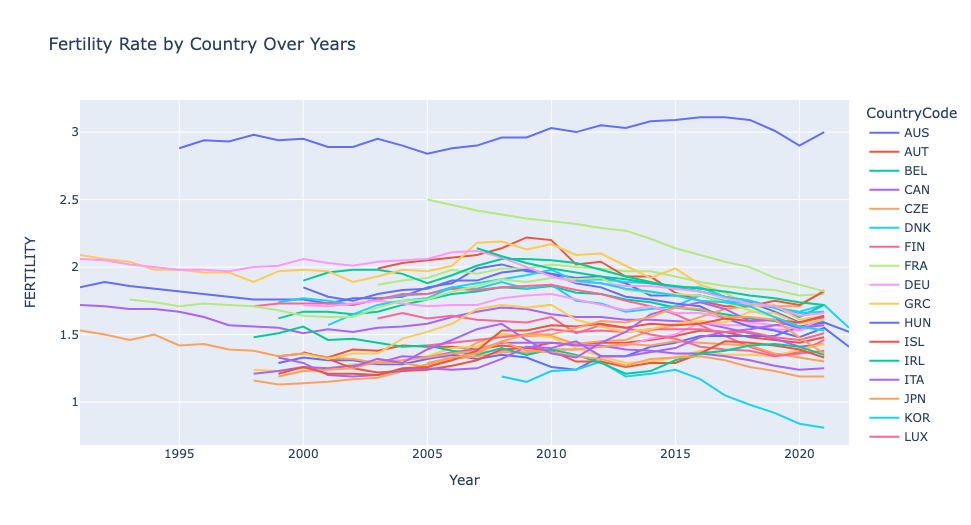 Fertility Rate by Country Over Years
CountryCode
AUS
AUT
BEL
CAN
CZE
DNK
FIN
FRA
DEU
GRC
HUN
ISL
IRL
ITA
JPN
KOR
LUX
FERTILITY
3
2.5
2
1.5
1
1995
2000
2005
2010
2015
2020
Year